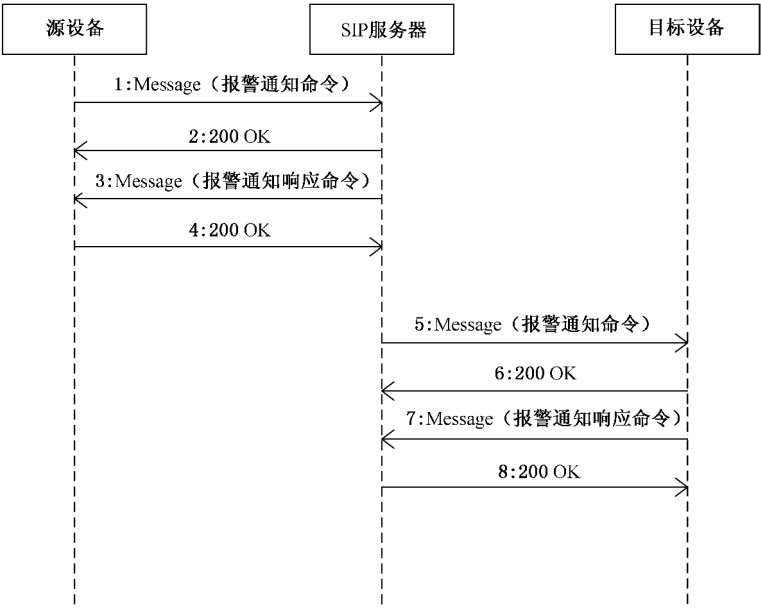 源设备
SIP服务器
目标设备
1:Message（报警通知命令）
2:200 OK
3:Message（报警通知响应命令）
4:200 OK
5:Message（报警通知命令）
6:200 OK
7:Message（报警通知响应命令）
8:200 OK